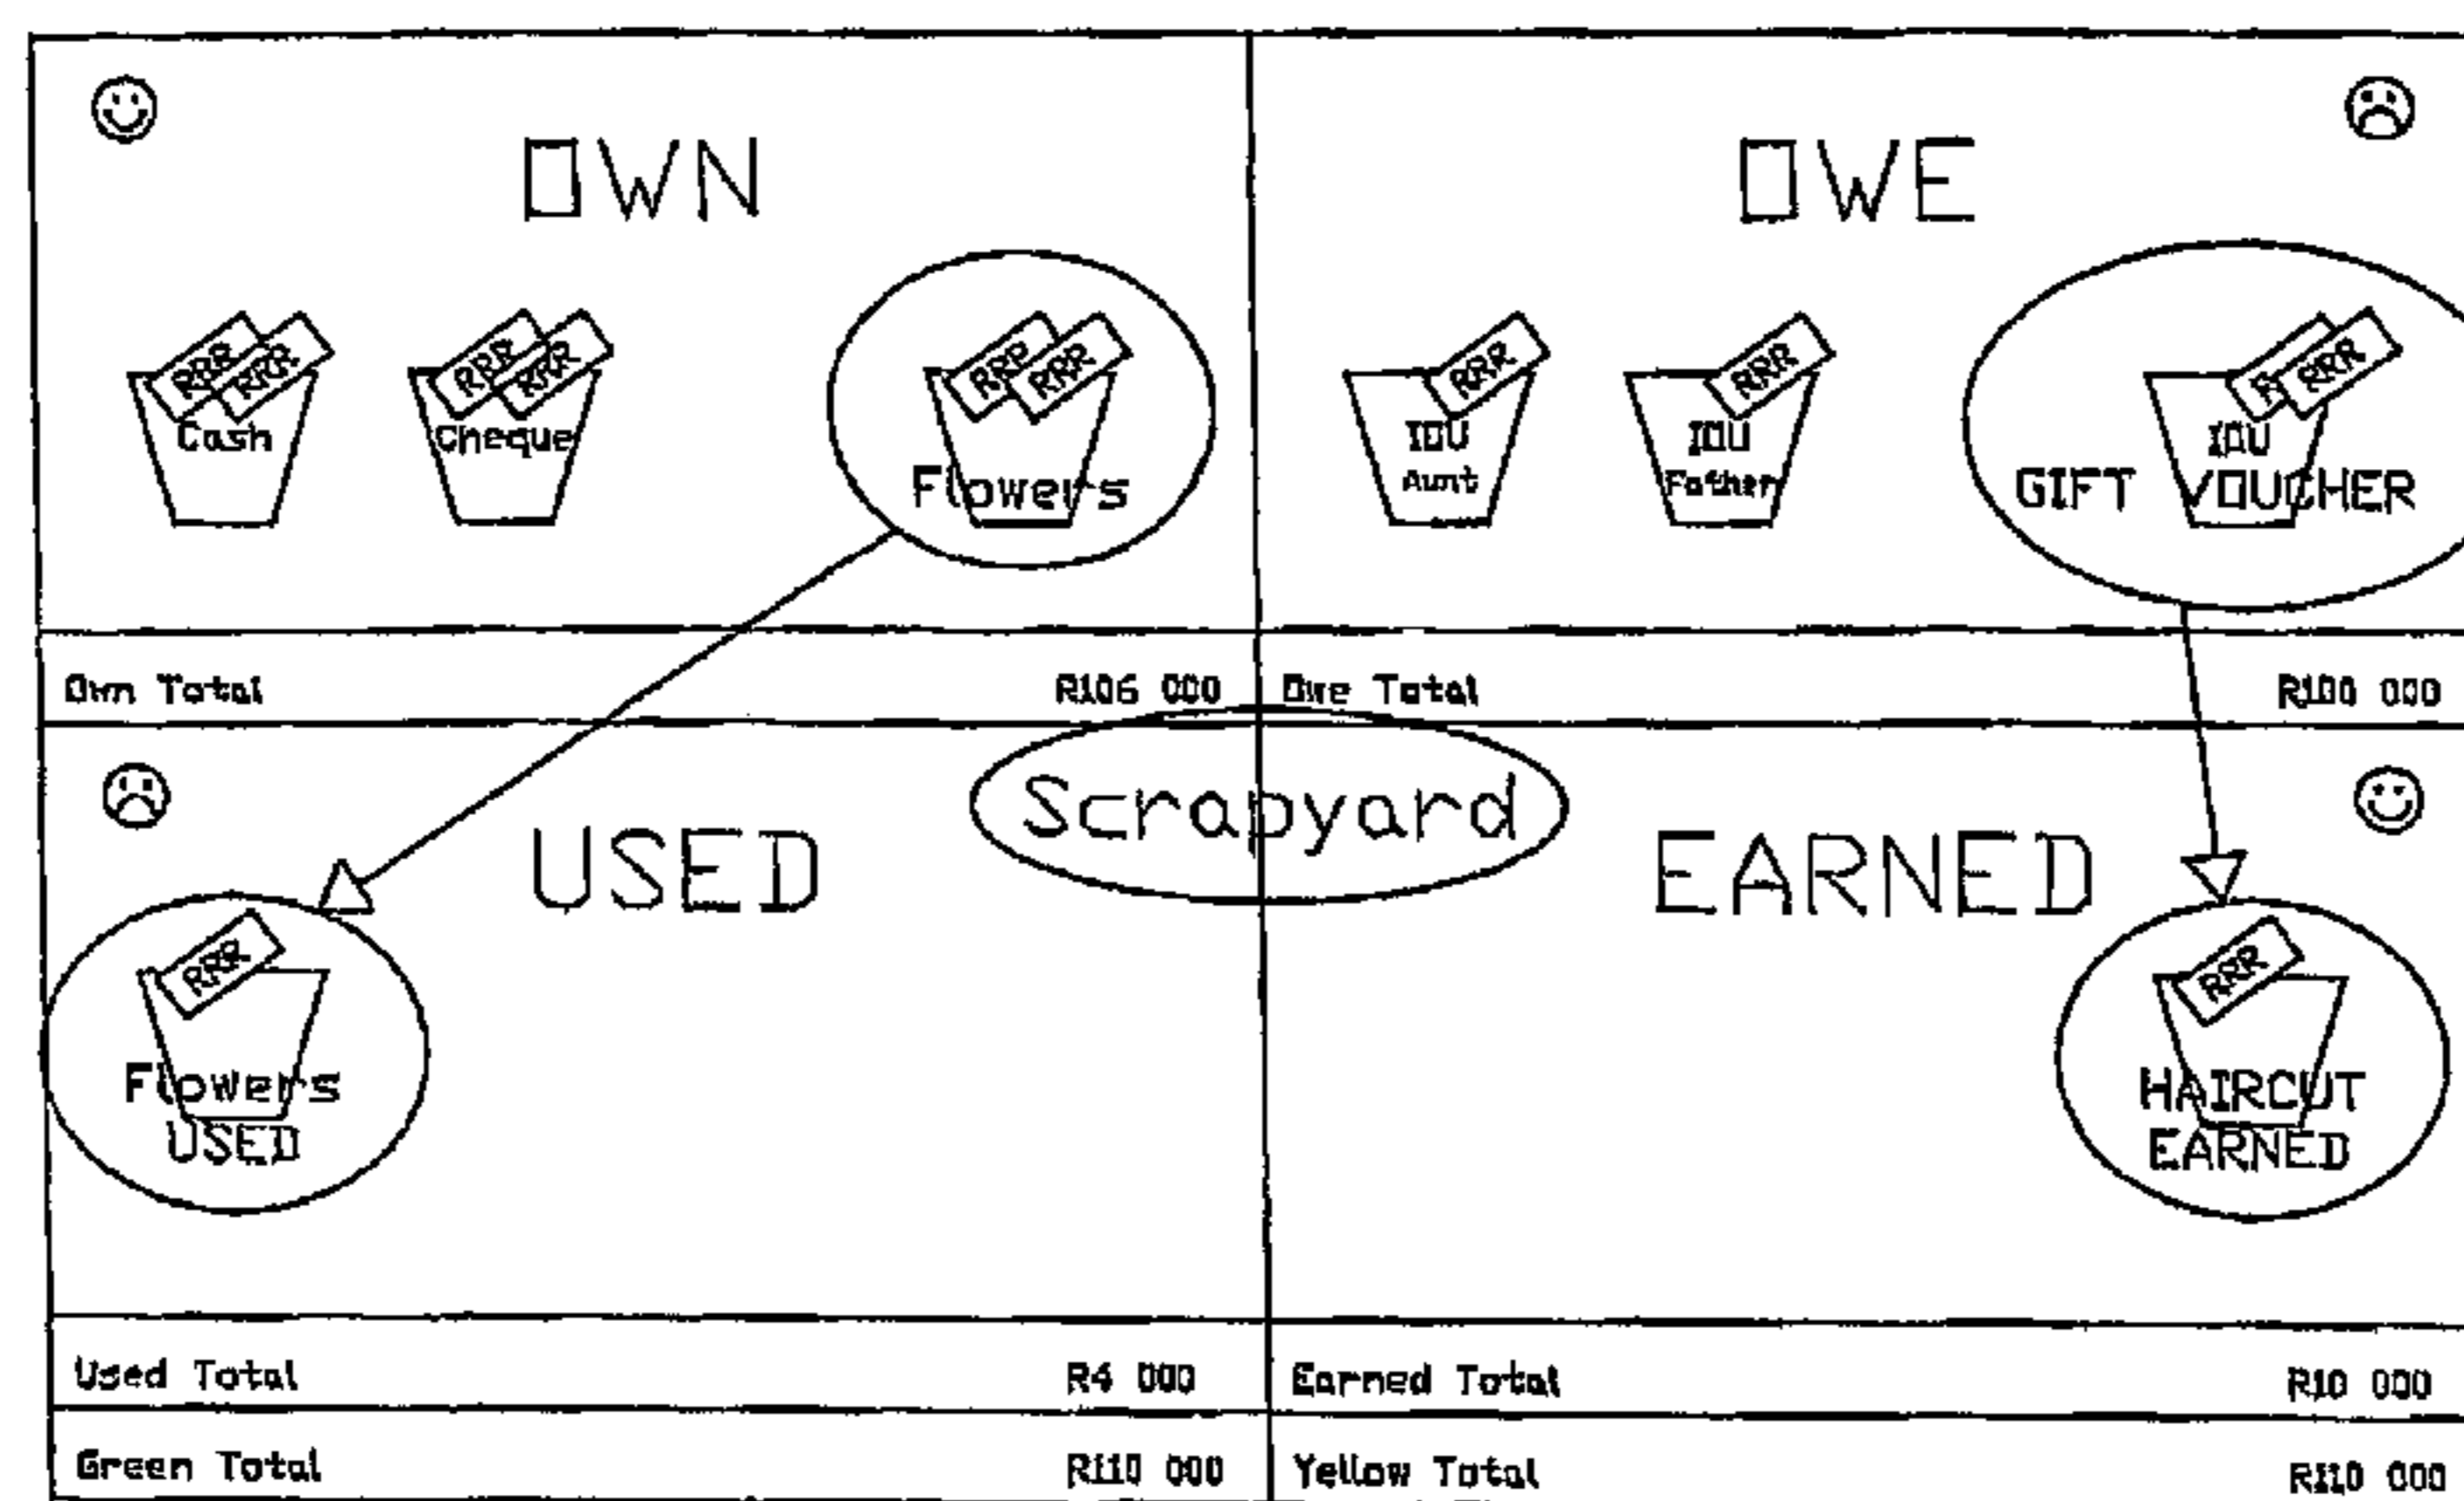 OWN
OWE
RRR RRR
RRR RRR
RRR RRR
RRR
RRR
RRR
Cash
Cheque
Flowers
IOU
Aunt
IOU
Father
IOU
GIFT VOUCHER
Own Total R106 000
Owe Total R100 000
Scrapyard
USED
EARNED
RRR
Flowers
USED
RRR
HAIRCUT
EARNED
Used Total R4 000
Earned Total R10 000
Green Total R110 000
Yellow Total R110 000